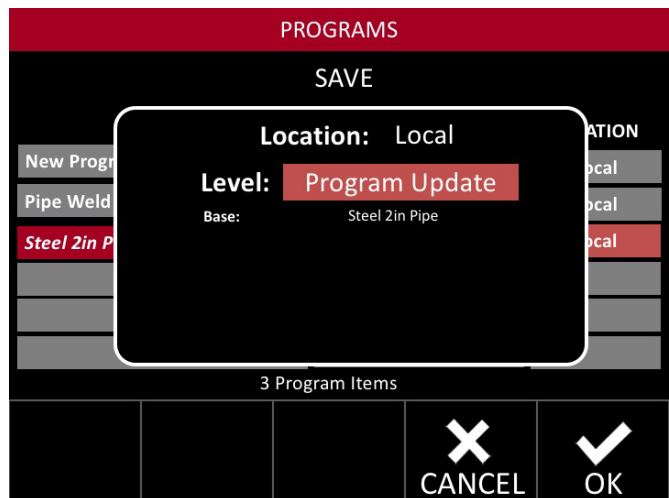 PROGRAMS
SAVE
Location: Local
ATION
New Progr
ocal
Level: Program Update
Pipe Weld
ocal
Base: Steel 2in Pipe
Steel 2in P
ocal
3 Program Items
CANCEL OK